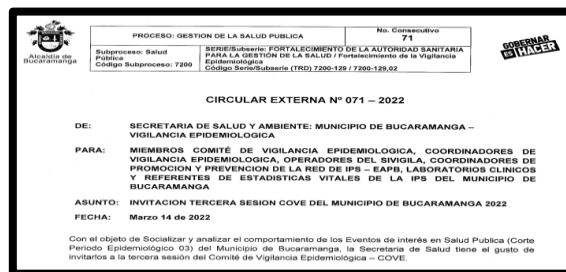 Alcaldía de
Bucaramanga
PROCESO: GESTION DE LA SALUD PUBLICA
No. Consecutivo
71
Subproceso: Salud
Pública
Código Subproceso: 7200
SERIE/Subserie: FORTALECIMIENTO DE LA AUTORIDAD SANITARIA
PARA LA GESTIÓN DE LA SALUD / Fortalecimiento de la Vigilancia
Epidemiológica
Código Serie/Subserie (TRD) 7200-129 / 7200-129,02
GOBERNAR
ES HACER
CIRCULAR EXTERNA Nº 071 – 2022
DE: SECRETARIA DE SALUD Y AMBIENTE: MUNICIPIO DE BUCARAMANGA –
VIGILANCIA EPIDEMIOLOGICA
PARA: MIEMBROS COMITÉ DE VIGILANCIA EPIDEMIOLOGICA, COORDINADORES DE
VIGILANCIA EPIDEMIOLOGICA, OPERADORES DEL SIVIGILA, COORDINADORES DE
PROMOCION Y PREVENCION DE LA RED DE IPS – EAPB, LABORATORIOS CLINICOS
Y REFERENTES DE ESTADISTICAS VITALES DE LA IPS DEL MUNICIPIO DE
BUCARAMANGA
ASUNTO: INVITACION TERCERA SESION COVE DEL MUNICIPIO DE BUCARAMANGA 2022
FECHA: Marzo 14 de 2022
Con el objeto de Socializar y analizar el comportamiento de los Eventos de interés en Salud Publica (Corte
Periodo Epidemiológico 03) del Municipio de Bucaramanga, la Secretaria de Salud tiene el gusto de
invitarlos a la tercera sesión del Comité de Vigilancia Epidemiológica – COVE.